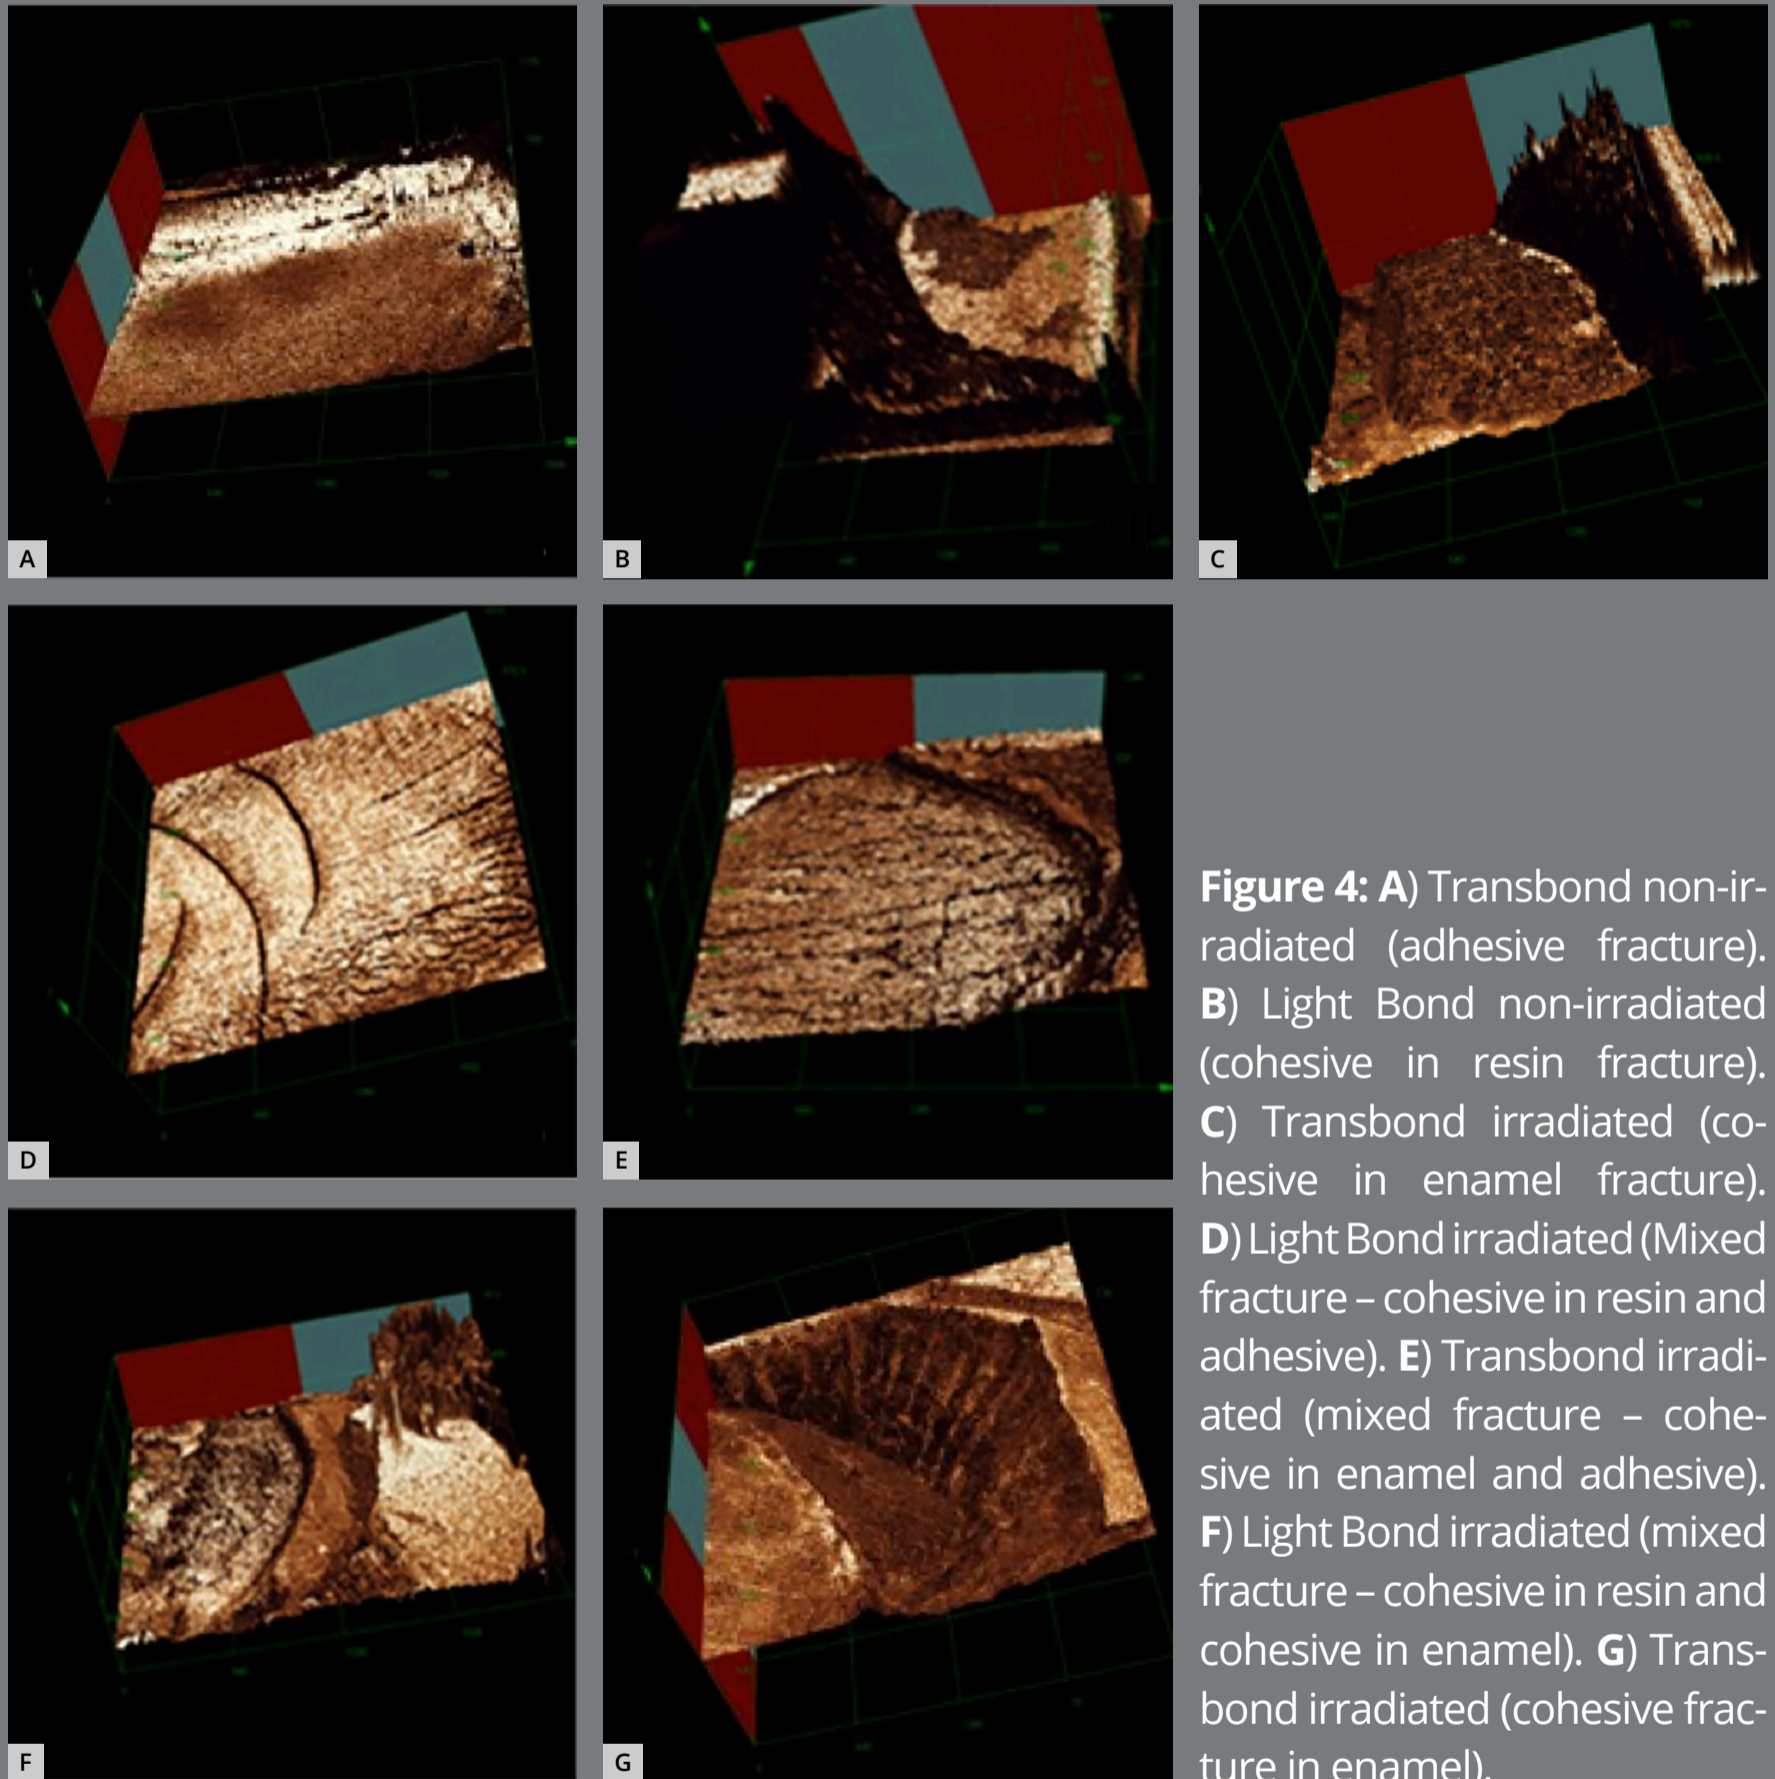 A
B
C
D
E
F
G
Figure 4: A) Transbond non-ir-
radiated (adhesive fracture).
B) Light Bond non-irradiated
(cohesive in resin fracture).
C) Transbond irradiated (co-
hesive in enamel fracture).
D) Light Bond irradiated (Mixed
fracture – cohesive in resin and
adhesive). E) Transbond irradi-
ated (mixed fracture – cohe-
sive in enamel and adhesive).
F) Light Bond irradiated (mixed
fracture – cohesive in resin and
cohesive in enamel). G) Trans-
bond irradiated (cohesive frac-
ture in enamel).